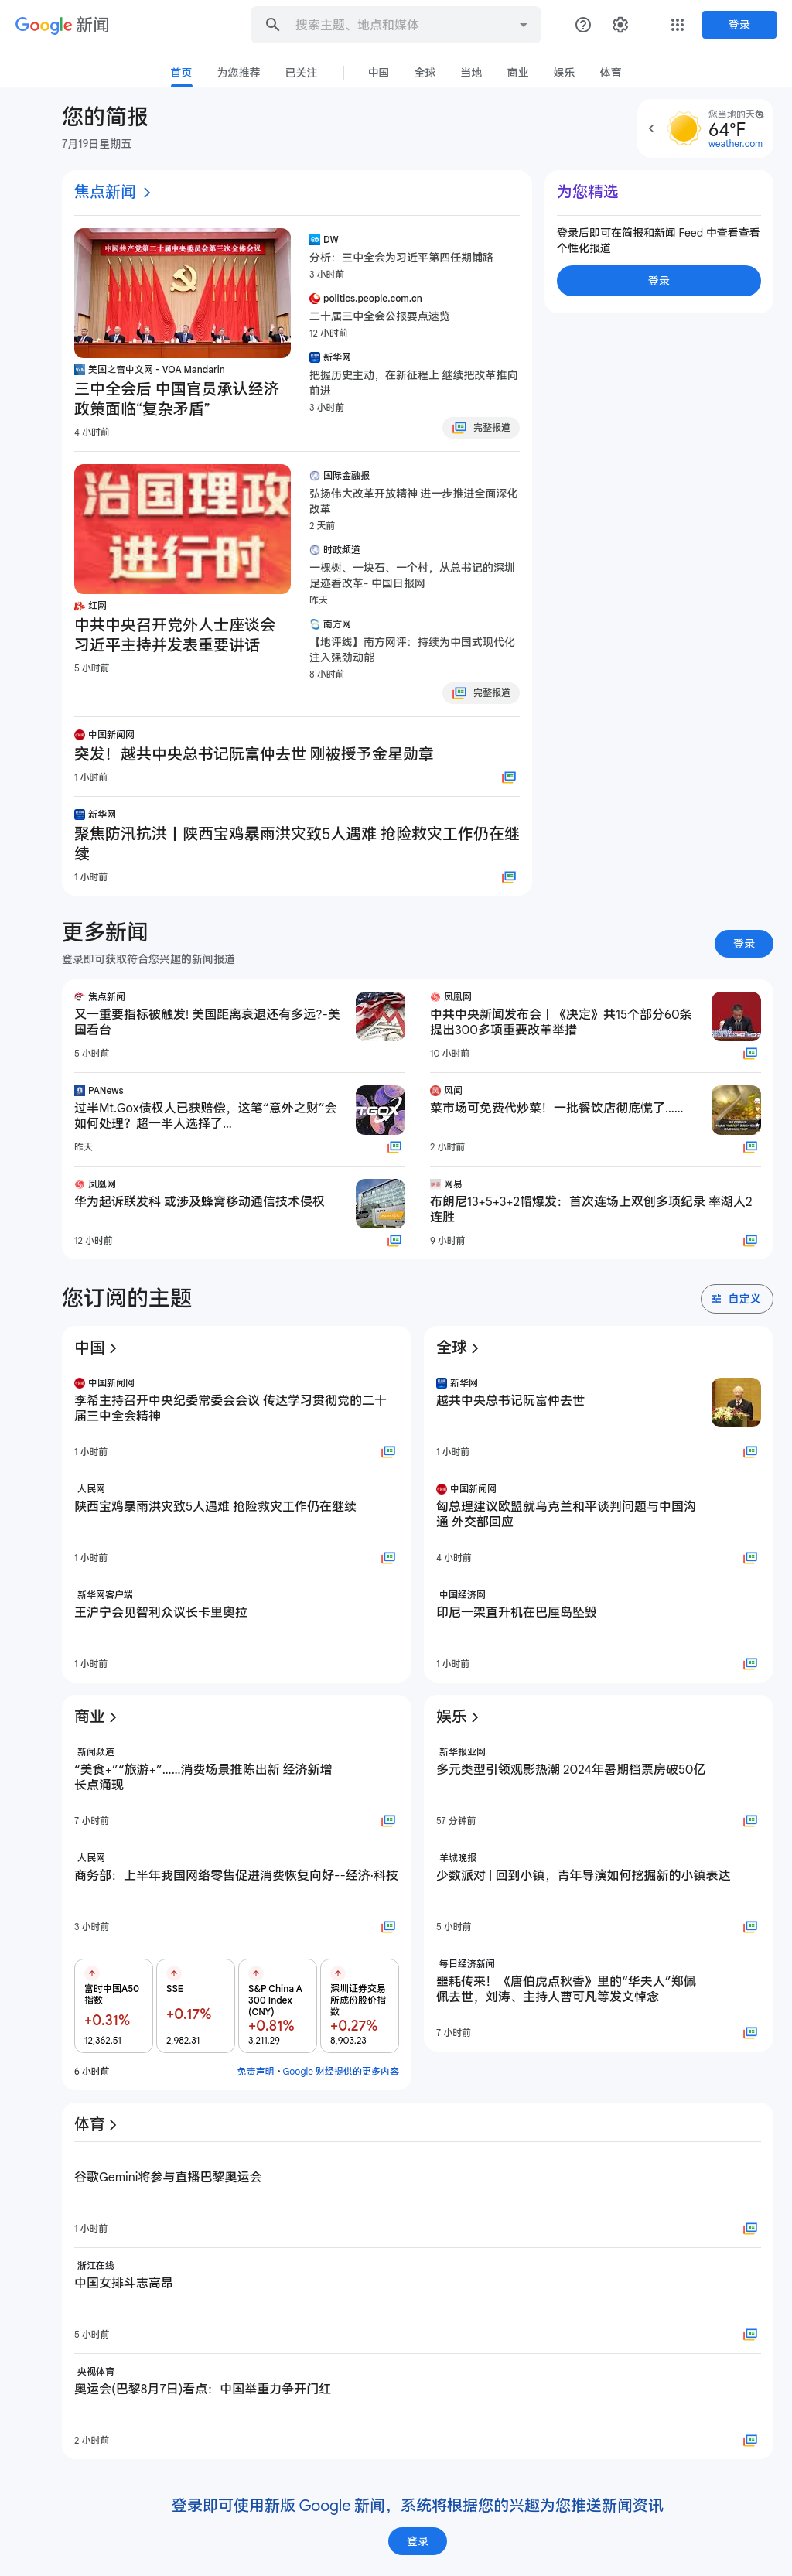 Google 新闻
搜索主题、地点和媒体
登录
首页
为您推荐
已关注
中国
全球
当地
商业
娱乐
体育
您的简报
7月19日星期五
您当地的天气
64°F
weather.com
焦点新闻
中国共产党第二十届中央委员会第三次全体会议
美国之音中文网 - VOA Mandarin
三中全会后 中国官员承认经济
政策面临“复杂矛盾”
4 小时前
DW
分析：三中全会为习近平第四任期铺路
3 小时前
politics.people.com.cn
二十届三中全会公报要点速览
12 小时前
新华网
把握历史主动，在新征程上 继续把改革推向
前进
3 小时前
完整报道
治国理政
进行时
红网
中共中央召开党外人士座谈会
习近平主持并发表重要讲话
5 小时前
国际金融报
弘扬伟大改革开放精神 进一步推进全面深化
改革
2 天前
时政频道
一棵树、一块石、一个村，从总书记的深圳
足迹看改革- 中国日报网
昨天
南方网
【地评线】南方网评：持续为中国式现代化
注入强劲动能
8 小时前
完整报道
中国新闻网
突发！越共中央总书记阮富仲去世 刚被授予金星勋章
1 小时前
新华网
聚焦防汛抗洪丨陕西宝鸡暴雨洪灾致5人遇难 抢险救灾工作仍在继
续
1 小时前
为您精选
登录后即可在简报和新闻 Feed 中查看查看
个性化报道
登录
更多新闻
登录即可获取符合您兴趣的新闻报道
登录
焦点新闻
又一重要指标被触发! 美国距离衰退还有多远?-美
国看台
5 小时前
PANews
过半Mt.Gox债权人已获赔偿，这笔“意外之财”会
如何处理？超一半人选择了...
昨天
凤凰网
华为起诉联发科 或涉及蜂窝移动通信技术侵权
12 小时前
凤凰网
中共中央新闻发布会丨《决定》共15个部分60条
提出300多项重要改革举措
10 小时前
风闻
菜市场可免费代炒菜！一批餐饮店彻底慌了……
2 小时前
网易
布朗尼13+5+3+2帽爆发：首次连场上双创多项纪录 率湖人2
连胜
9 小时前
您订阅的主题
自定义
中国
中国新闻网
李希主持召开中央纪委常委会会议 传达学习贯彻党的二十
届三中全会精神
1 小时前
人民网
陕西宝鸡暴雨洪灾致5人遇难 抢险救灾工作仍在继续
1 小时前
新华网客户端
王沪宁会见智利众议长卡里奥拉
1 小时前
全球
新华网
越共中央总书记阮富仲去世
1 小时前
中国新闻网
匈总理建议欧盟就乌克兰和平谈判问题与中国沟
通 外交部回应
4 小时前
中国经济网
印尼一架直升机在巴厘岛坠毁
1 小时前
商业
新闻频道
“美食+”“旅游+”……消费场景推陈出新 经济新增
长点涌现
7 小时前
人民网
商务部：上半年我国网络零售促进消费恢复向好--经济·科技
3 小时前
富时中国A50
指数
+0.31%
12,362.51
SSE
+0.17%
2,982.31
S&P China A
300 Index
(CNY)
+0.81%
3,211.29
深圳证券交易
所成份股价指
数
+0.27%
8,903.23
6 小时前
免责声明 • Google 财经提供的更多内容
娱乐
新华报业网
多元类型引领观影热潮 2024年暑期档票房破50亿
57 分钟前
羊城晚报
少数派对 | 回到小镇，青年导演如何挖掘新的小镇表达
5 小时前
每日经济新闻
噩耗传来！《唐伯虎点秋香》里的“华夫人”郑佩
佩去世，刘涛、主持人曹可凡等发文悼念
7 小时前
体育
谷歌Gemini将参与直播巴黎奥运会
1 小时前
浙江在线
中国女排斗志高昂
5 小时前
央视体育
奥运会(巴黎8月7日)看点：中国举重力争开门红
2 小时前
登录即可使用新版 Google 新闻，系统将根据您的兴趣为您推送新闻资讯
登录